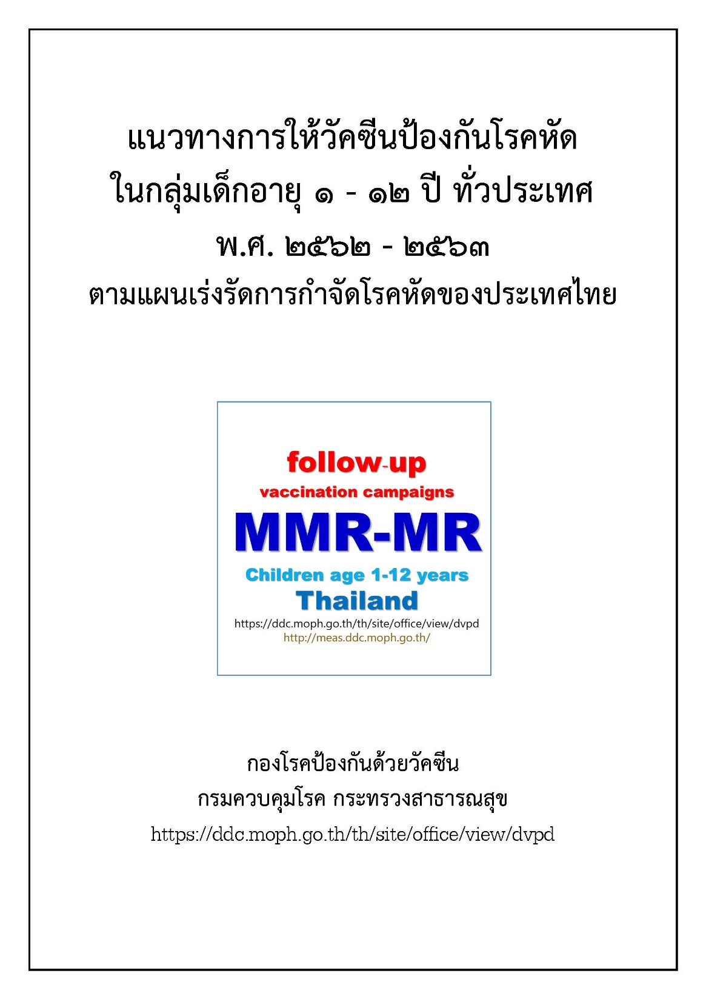 แนวทางการให้วัคซีนป้องกันโรคหัด
ในกลุ่มเด็กอายุ ๑ - ๑๒ ปี ทั่วประเทศ
พ.ศ. ๒๕๖๒ - ๒๕๖๓
ตามแผนเร่งรัดการกำจัดโรคหัดของประเทศไทย
follow-up
vaccination campaigns
MMR-MR
Children age 1-12 years
Thailand
https://ddc.moph.go.th/th/site/office/view/dvpd
http://meas.ddc.moph.go.th/
กองโรคป้องกันด้วยวัคซีน
กรมควบคุมโรค กระทรวงสาธารณสุข
https://ddc.moph.go.th/th/site/office/view/dvpd